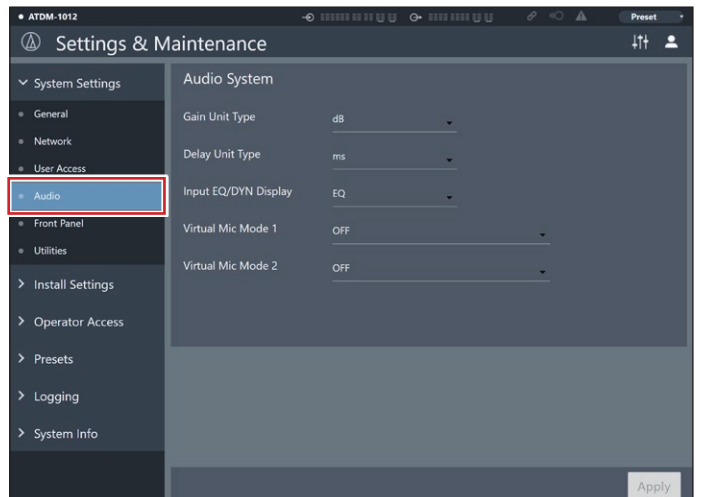 ATDM-1012
Preset
Settings & Maintenance
System Settings
General
Network
User Access
Audio
Front Panel
Utilities
Install Settings
Operator Access
Presets
Logging
System Info
Audio System
Gain Unit Type dB
Delay Unit Type ms
Input EQ/DYN Display EQ
Virtual Mic Mode 1 OFF
Virtual Mic Mode 2 OFF
Apply